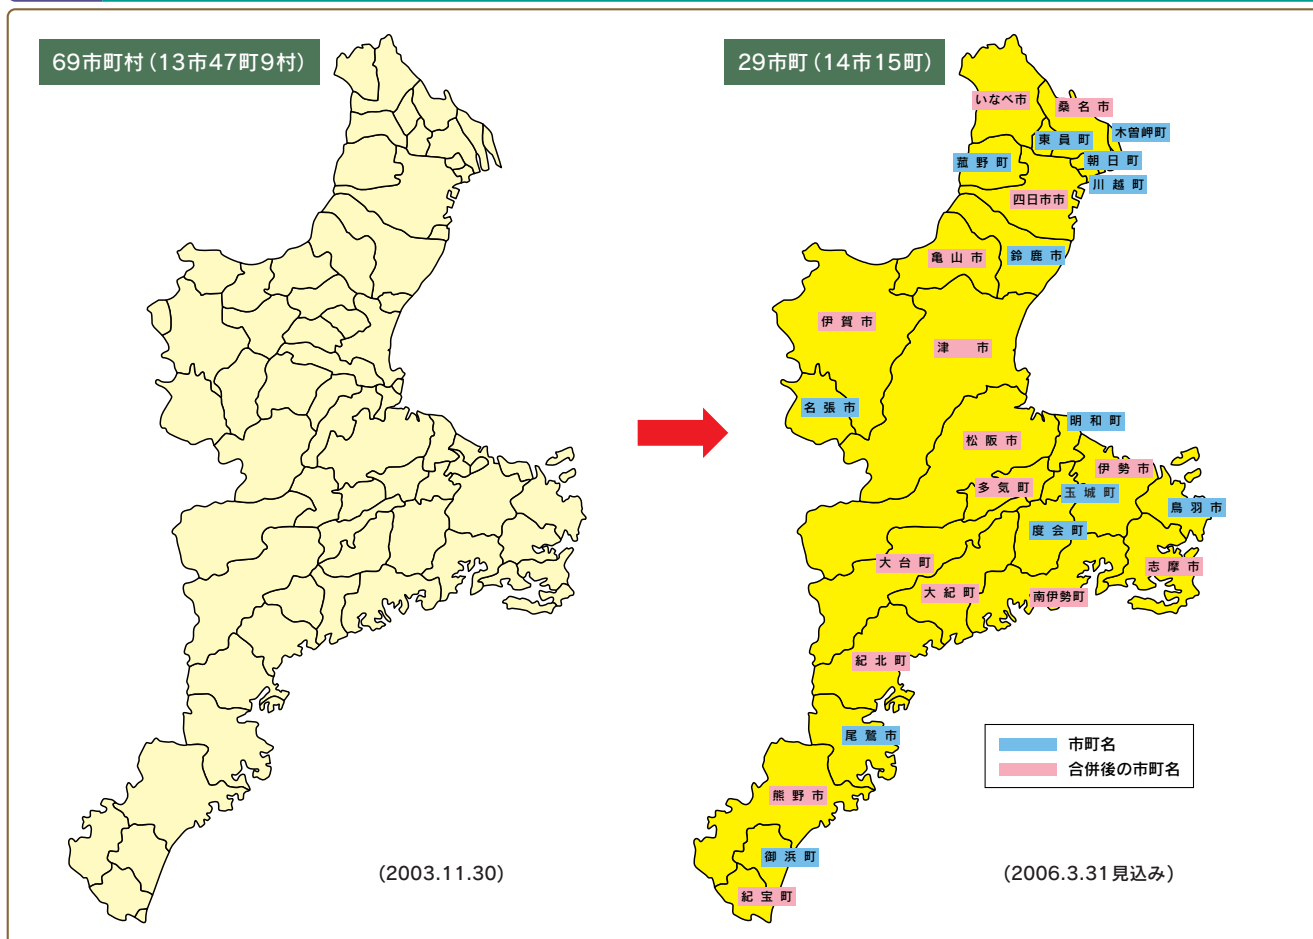 69市町村(13市47町9村)
(2003.11.30)
29市町(14市15町)
いなべ市
桑名市
木曽岬町
東員町
朝日町
菰野町
川越町
四日市市
亀山市
鈴鹿市
伊賀市
津市
名張市
明和町
松阪市
伊勢市
多気町
玉城町
鳥羽市
度会町
大台町
志摩市
大紀町
南伊勢町
紀北町
尾鷲市
市町名
合併後の市町名
熊野市
御浜町
紀宝町
(2006.3.31見込み)